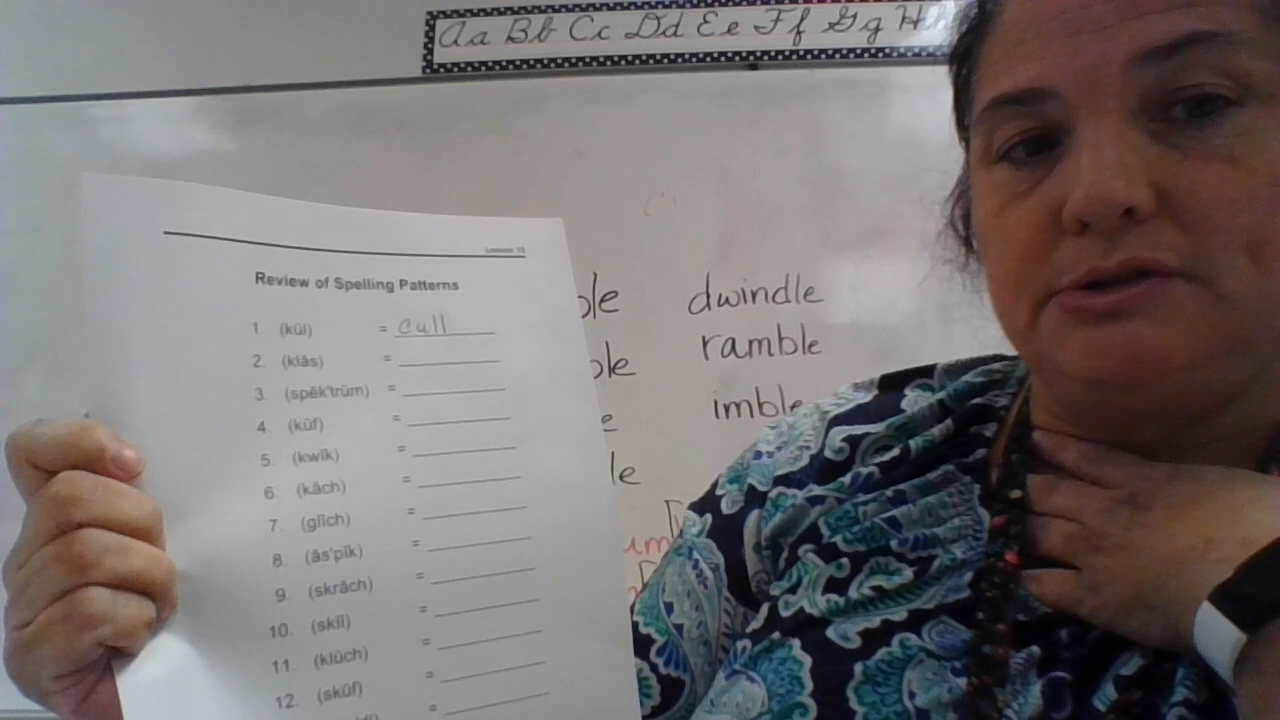 Aa Bb Cc Dd Ee Ff Gg H
Lesson 15
Review of Spelling Patterns
1. (kŭl) = cull
2. (klăs) =
3. (spĕk'trŭm) =
4. (kŭf) =
5. (kwĭk) =
6. (kăch) =
7. (glĭch) =
8. (ăs'pĭk) =
9. (skrăch) =
10. (skĭl) =
11. (klŭch) =
12. (skŭf) =
ble dwindle
ble ramble
e imble
le
um